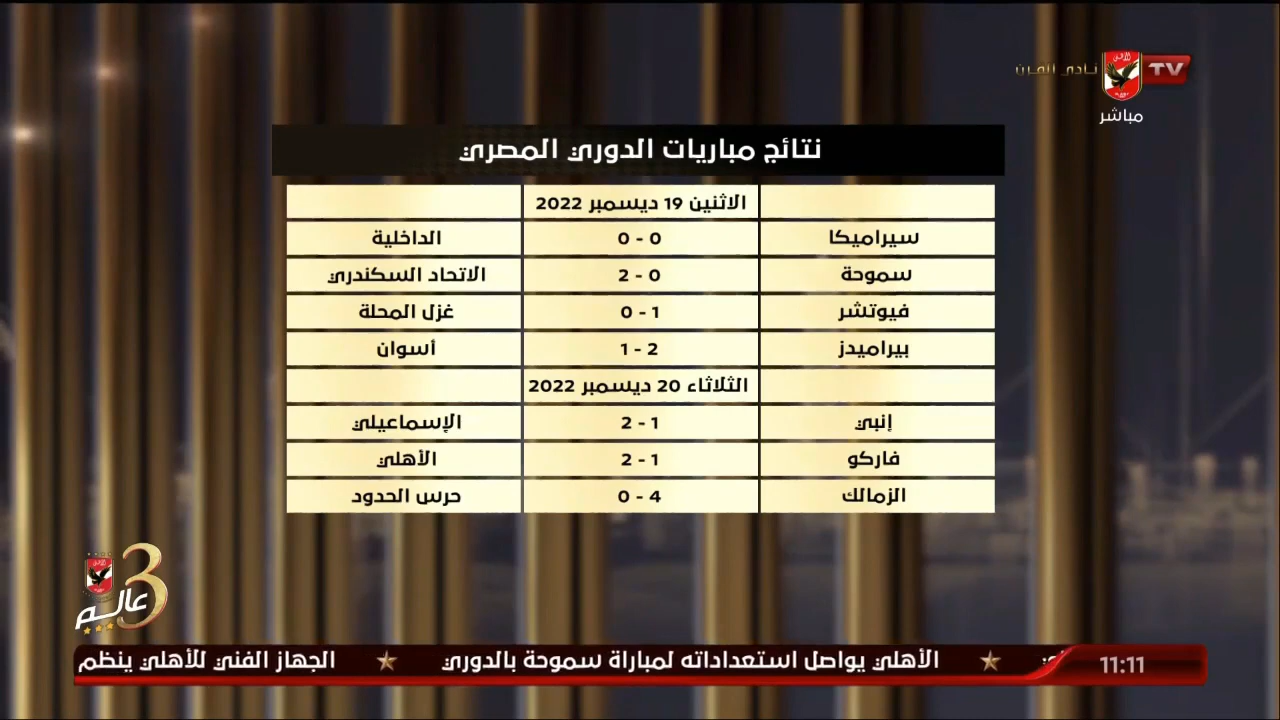 نادي القرن
TV
مباشر
نتائج مباريات الدوري المصري
الاثنين 19 ديسمبر 2022
سيراميكا 0 - 0 الداخلية
سموحة 0 - 2 الاتحاد السكندري
فيوتشر 1 - 0 غزل المحلة
بيراميدز 2 - 1 أسوان
الثلاثاء 20 ديسمبر 2022
إنبي 1 - 2 الإسماعيلي
فاركو 1 - 2 الأهلي
الزمالك 4 - 0 حرس الحدود
3
عالم
11:11
الأهلي يواصل استعداداته لمباراة سموحة بالدوري ★ الجهاز الفني للأهلي ينظم